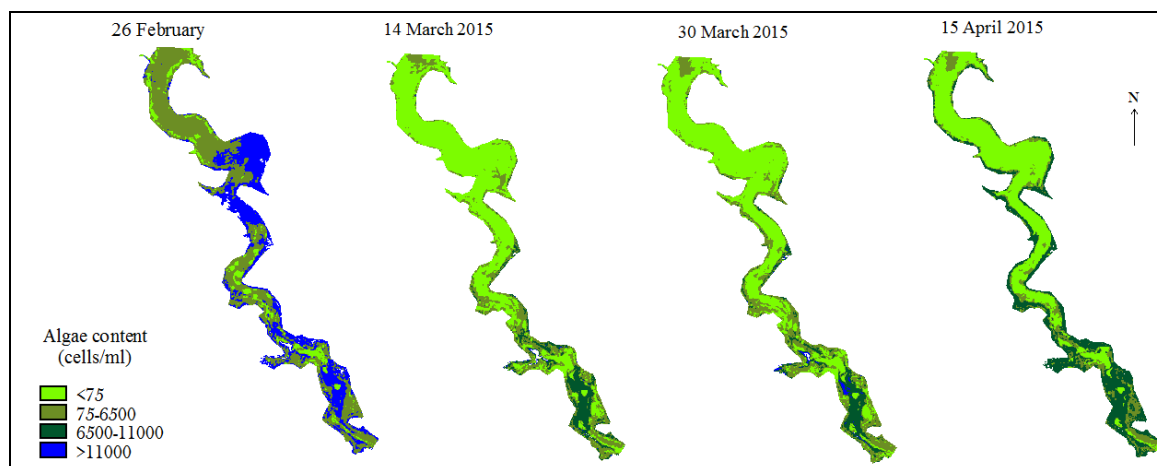 26 February
14 March 2015
30 March 2015
15 April 2015
N
Algae content
(cells/ml)
<75
75-6500
6500-11000
>11000